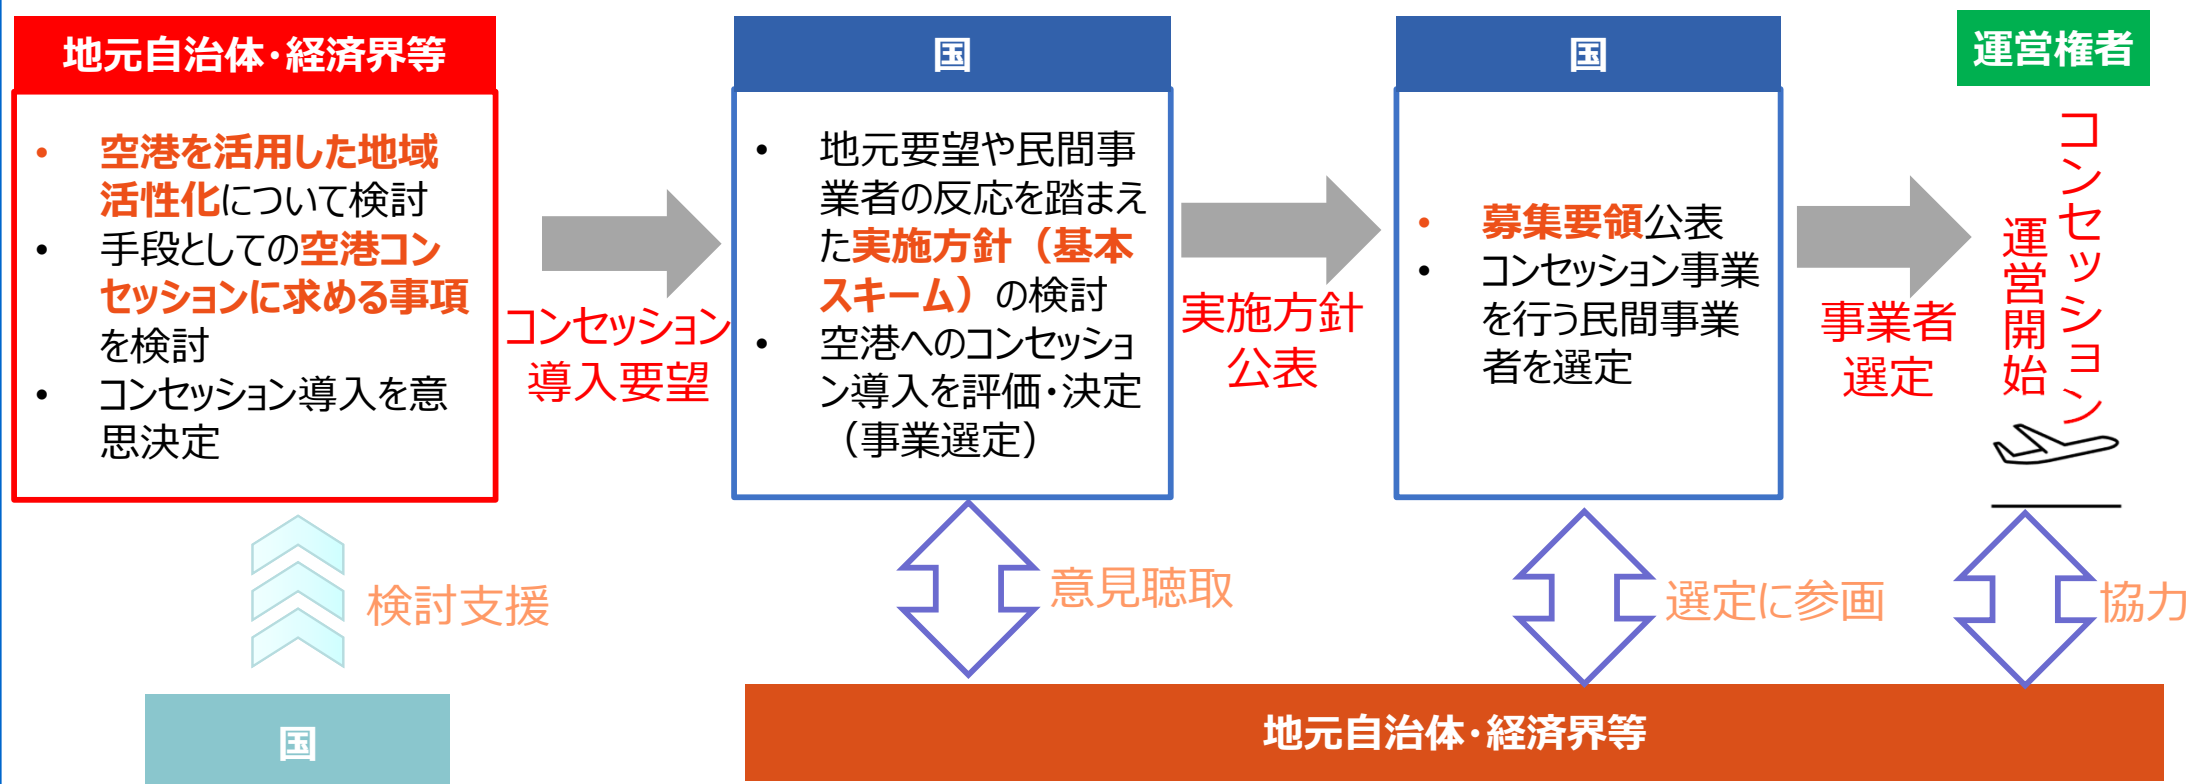 地元自治体・経済界等
• 空港を活用した地域
活性化について検討
• 手段としての空港コン
セッションに求める事項
を検討
• コンセッション導入を意
思決定
コンセッション
導入要望
国
• 地元要望や民間事
業者の反応を踏まえ
た実施方針（基本
スキーム）の検討
• 空港へのコンセッショ
ン導入を評価・決定
（事業選定）
実施方針
公表
国
• 募集要領公表
• コンセッション事業
を行う民間事業
者を選定
事業者
選定
運営権者
コンセッション
運営開始
検討支援
意見聴取
選定に参画
協力
国
地元自治体・経済界等